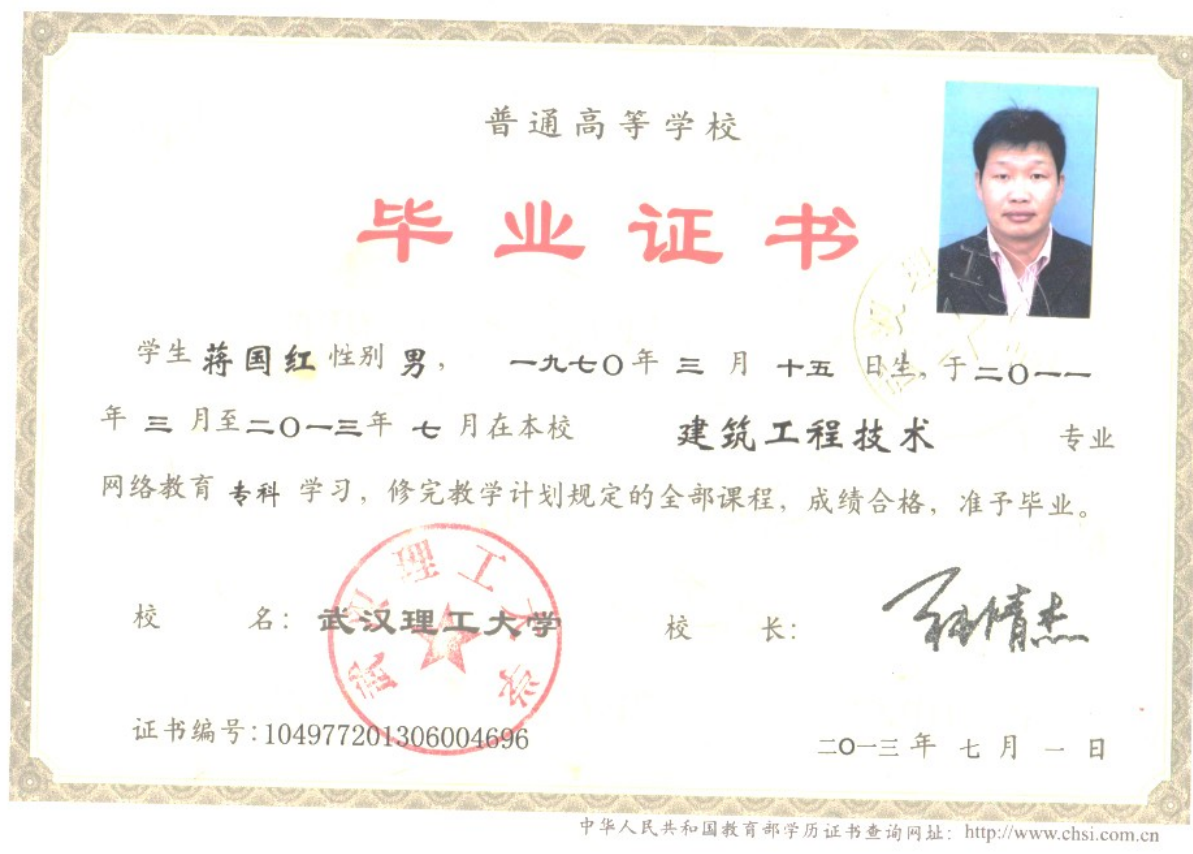 普通高等学校
毕业证书
学生 蒋国红 性别 男, 一九七〇年 三 月 十五 日生, 于二〇一一
年 三 月至二〇一三年 七 月在本校 建筑工程技术 专业
网络教育 专科 学习, 修完教学计划规定的全部课程, 成绩合格, 准予毕业。
校 名: 武汉理工大学 校 长:
武汉理工大学
证书编号:104977201306004696 二〇一三年 七 月 一 日
中华人民共和国教育部学历证书查询网址: http://www.chsi.com.cn